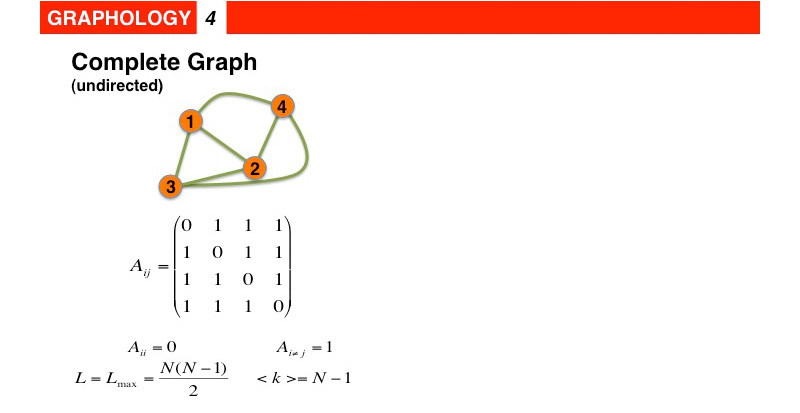 GRAPHOLOGY 4
Complete Graph
(undirected)
1
4
2
3
A_{ij} = \begin{pmatrix} 0 & 1 & 1 & 1 \\ 1 & 0 & 1 & 1 \\ 1 & 1 & 0 & 1 \\ 1 & 1 & 1 & 0 \end{pmatrix}
A_{ii} = 0 A_{i \neq j} = 1
L = L_{max} = \frac{N(N-1)}{2} < k >= N - 1